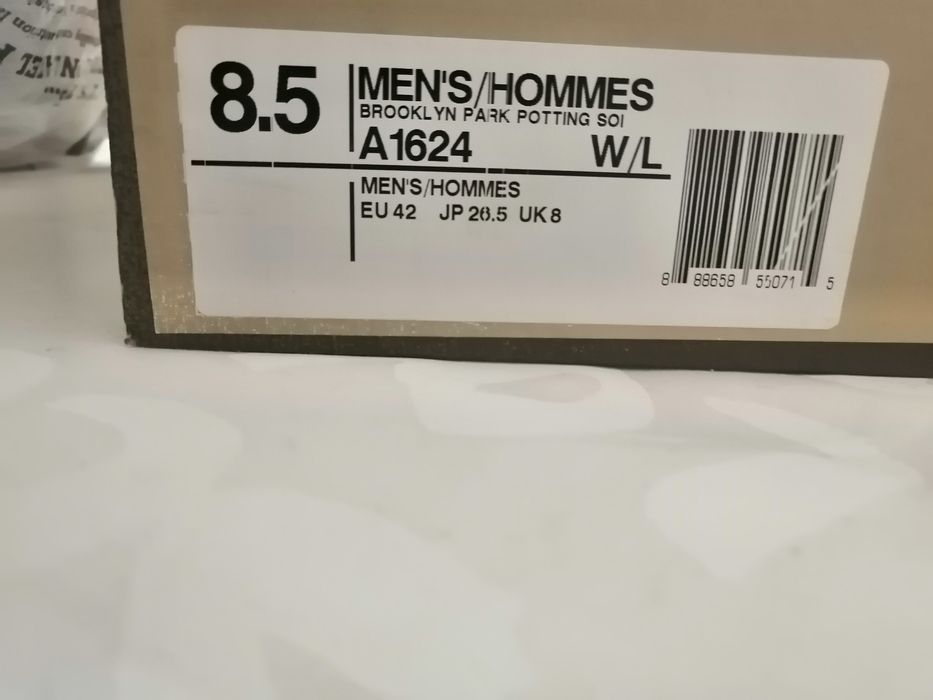 8.5
MEN'S/HOMMES
BROOKLYN PARK POTTING SOI
A1624 W/L
MEN'S/HOMMES
EU 42 JP 26.5 UK 8
8 88658 55071 5